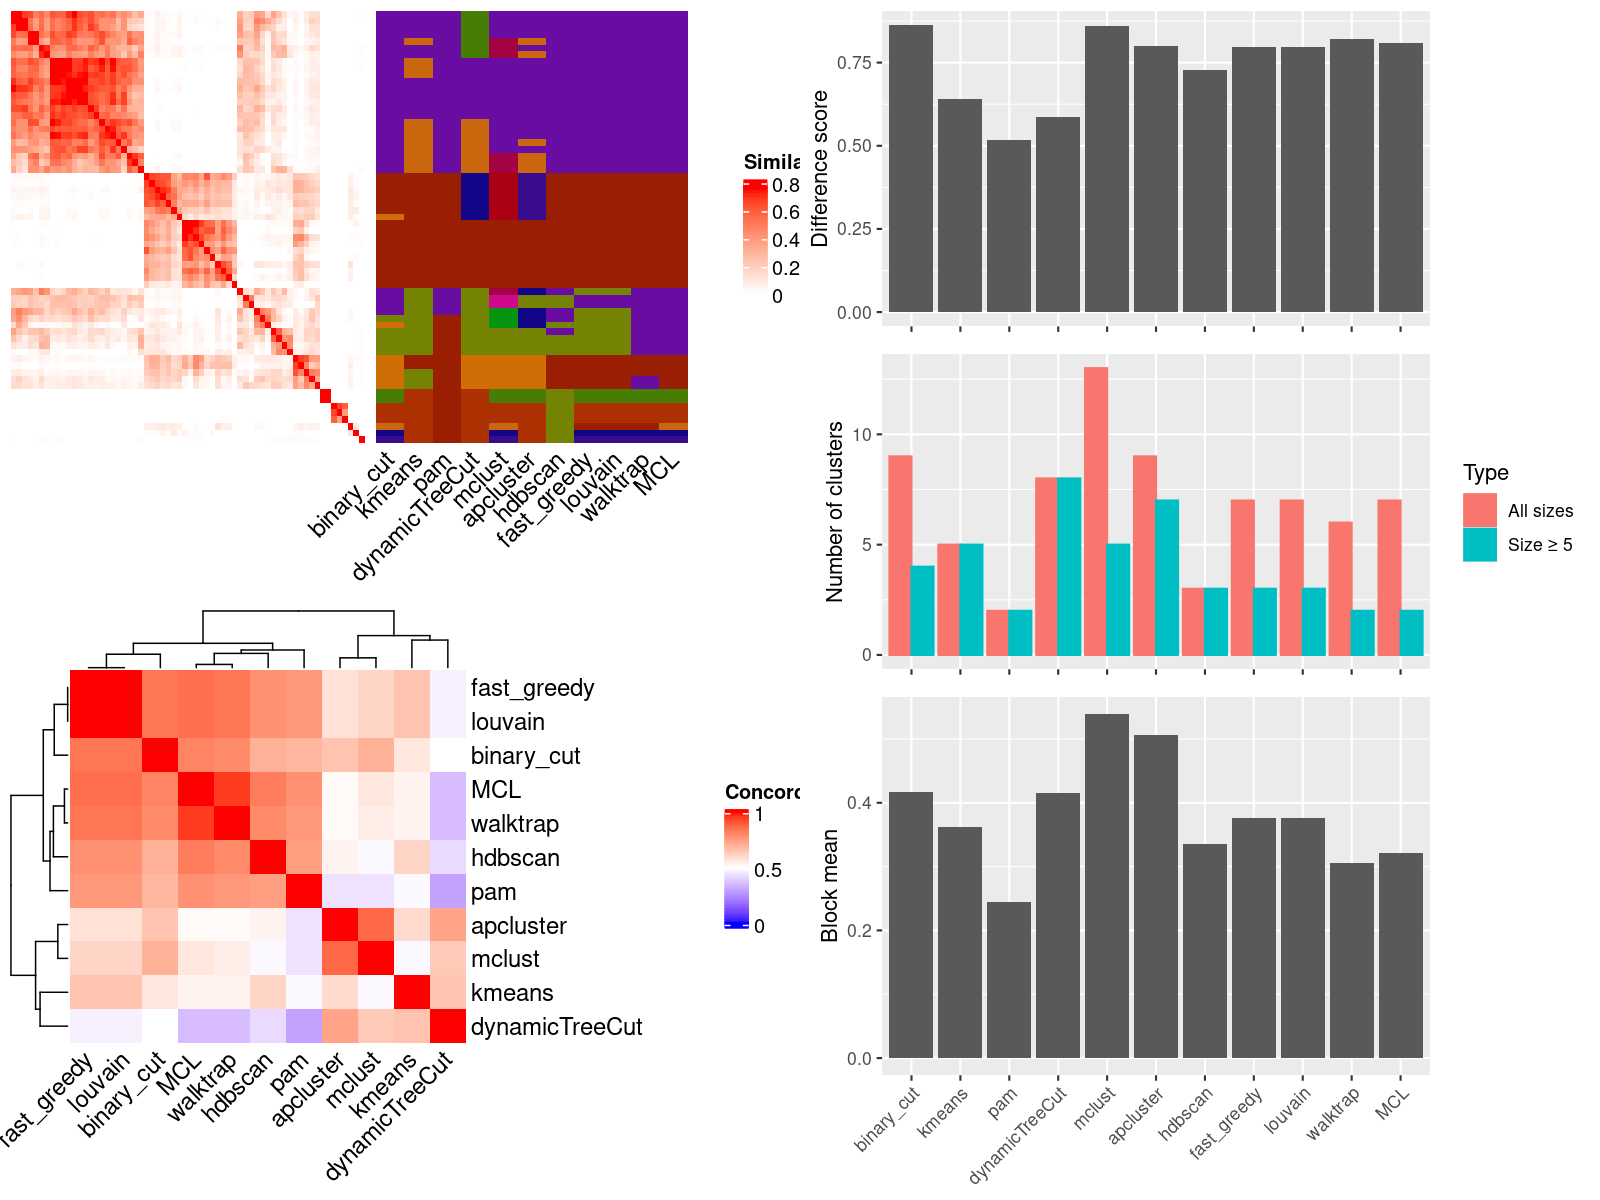 Simila
0.8
0.6
0.4
0.2
0
binary_cut
kmeans
pam
dynamicTreeCut
mclust
apcluster
hdbscan
fast_greedy
louvain
walktrap
MCL
fast_greedy
louvain
binary_cut
MCL
walktrap
hdbscan
pam
apcluster
mclust
kmeans
dynamicTreeCut
fast_greedy
louvain
binary_cut
MCL
walktrap
hdbscan
pam
apcluster
mclust
kmeans
dynamicTreeCut
Concord
1
0.5
0
Difference score
0.75
0.50
0.25
0.00
Number of clusters
10
5
0
Type
All sizes
Size ≥ 5
Block mean
0.4
0.2
0.0
binary_cut
kmeans
pam
dynamicTreeCut
mclust
apcluster
hdbscan
fast_greedy
louvain
walktrap
MCL